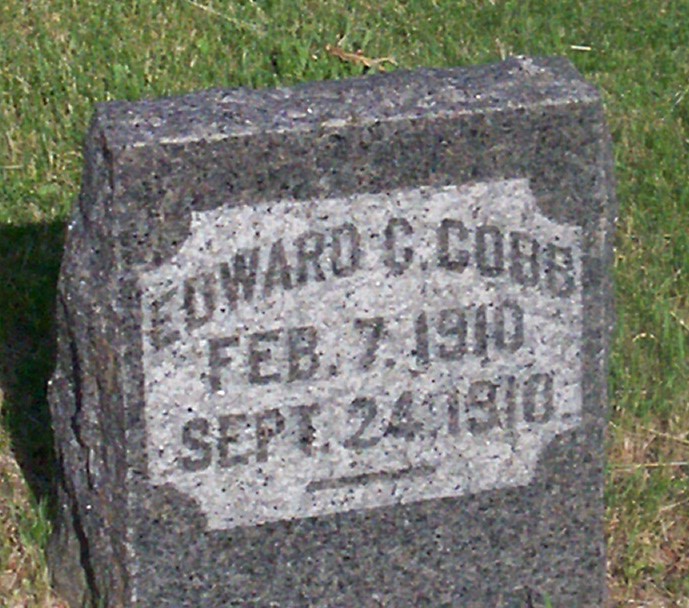 EDWARD C. COBB
FEB. 7. 1910
SEPT. 24. 1910